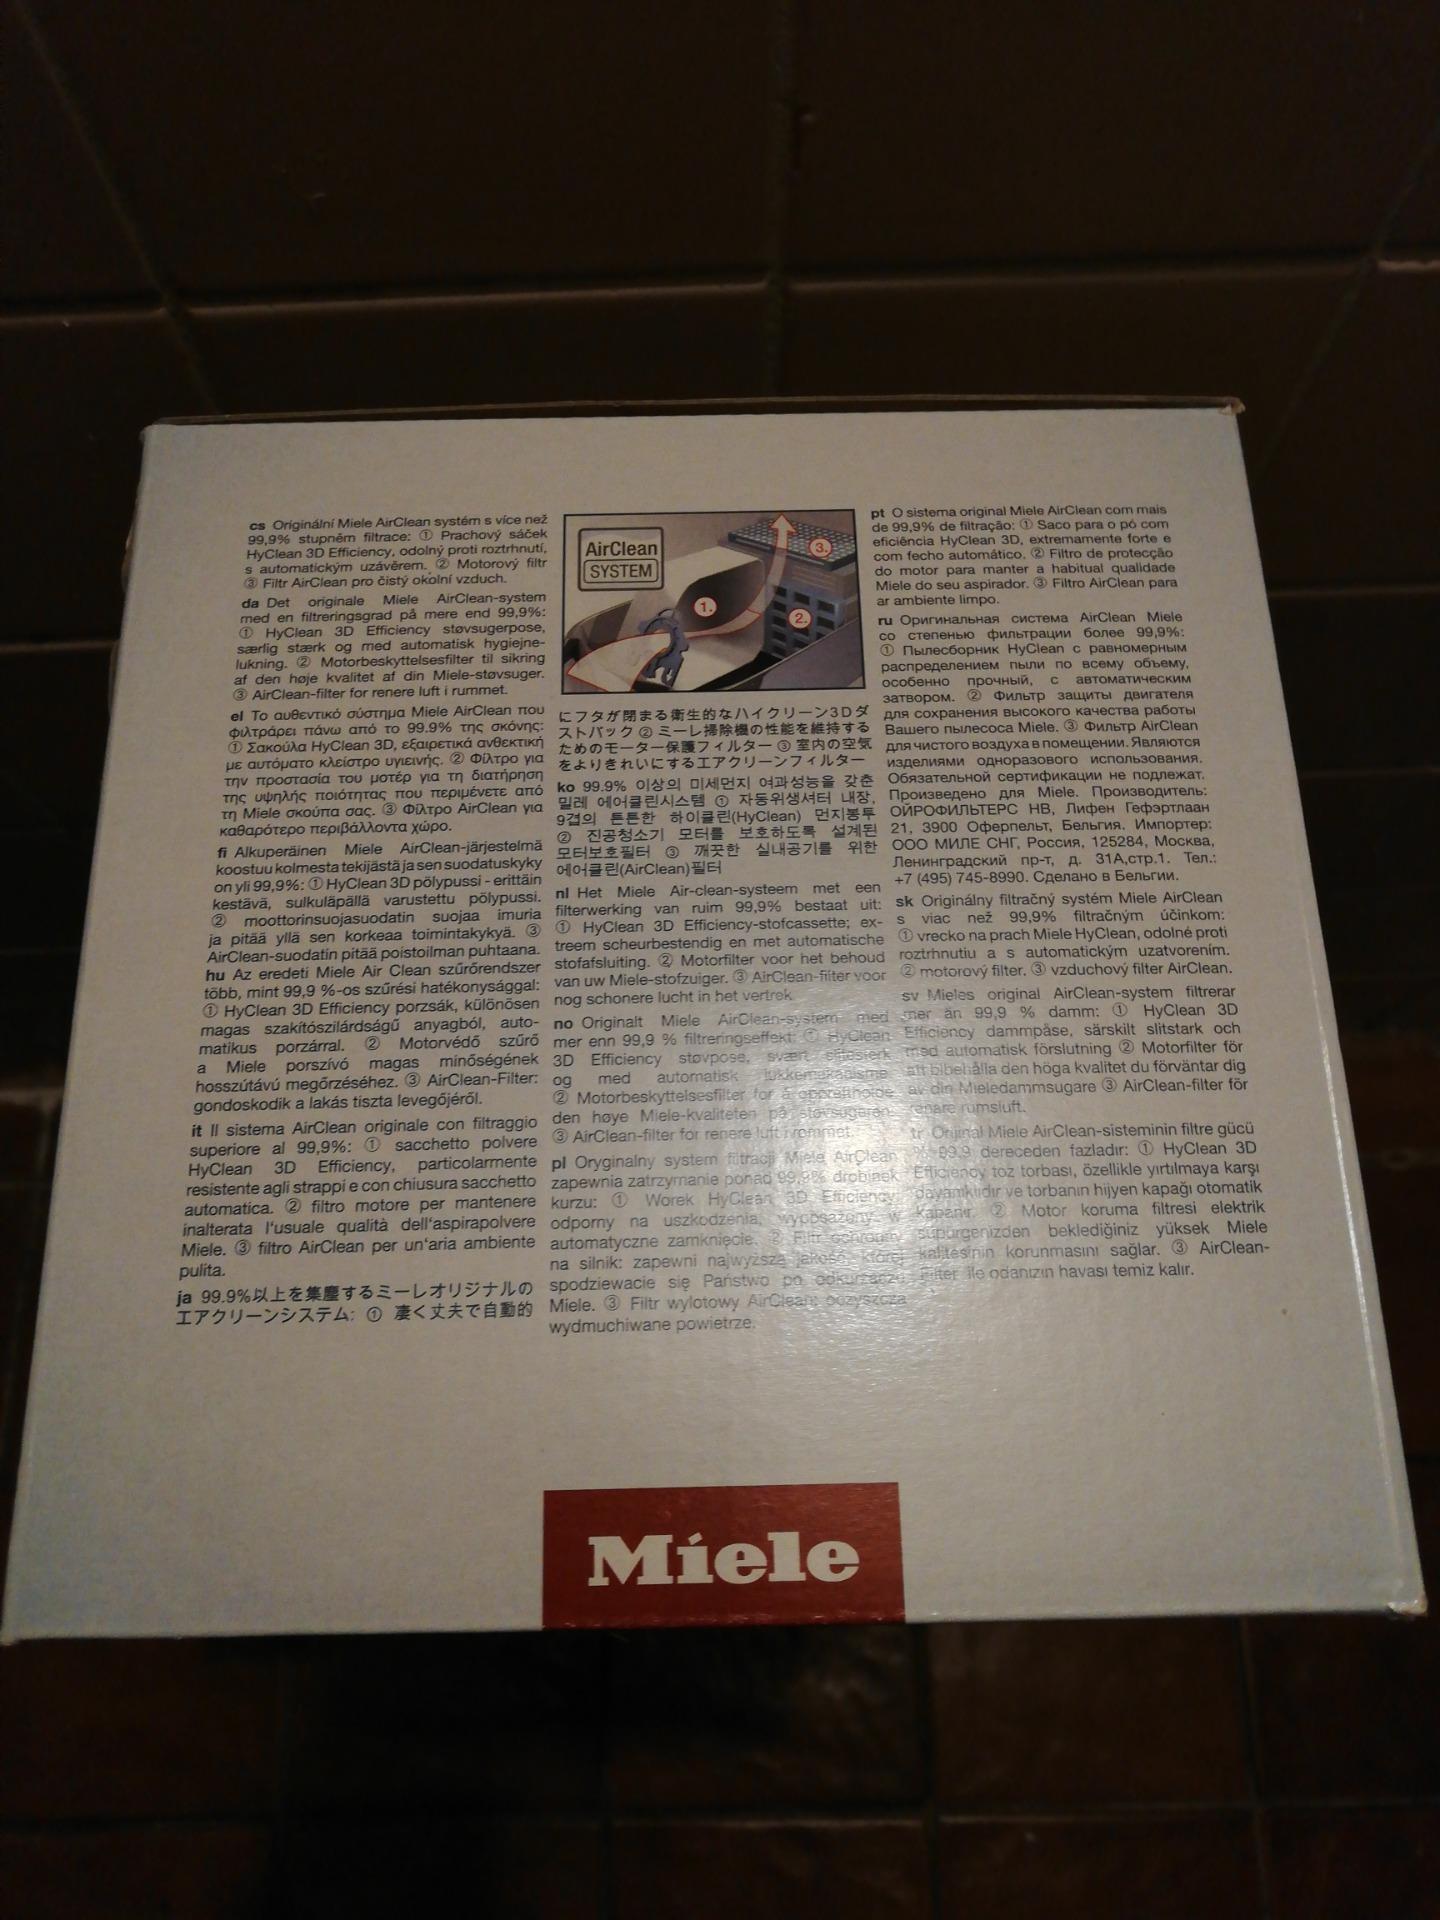 cs Originální Miele AirClean systém s více než
99,9% stupněm filtrace: ① Prachový sáček
HyClean 3D Efficiency, odolný proti roztrhnutí,
s automatickým uzávěrem. ② Motorový filtr
③ Filtr AirClean pro čistý okolní vzduch.
da Det originale Miele AirClean-system
med en filtreringsgrad på mere end 99,9%:
① HyClean 3D Efficiency støvsugerpose,
særlig stærk og med automatisk hygiejne-
lukning. ② Motorbeskyttelsesfilter til sikring
af den høje kvalitet af din Miele-støvsuger.
③ AirClean-filter for renere luft i rummet.
el Το αυθεντικό σύστημα Miele AirClean που
φιλτράρει πάνω από το 99.9% της σκόνης:
① Σακούλα HyClean 3D, εξαιρετικά ανθεκτική
με αυτόματο κλείστρο υγιεινής. ② Φίλτρο για
την προστασία του μοτέρ για τη διατήρηση
της υψηλής ποιότητας που περιμένετε από
τη Miele σκούπα σας. ③ Φίλτρο AirClean για
καθαρότερο περιβάλλοντα χώρο.
fi Alkuperäinen Miele AirClean-järjestelmä
koostuu kolmesta tekijästä ja sen suodatuskyky
on yli 99,9%: ① HyClean 3D pölypussi - erittäin
kestävä, sulkuläpällä varustettu pölypussi.
② moottorinsuojasuodatin suojaa imuria
ja pitää yllä sen korkeaa toimintakykyä. ③
AirClean-suodatin pitää poistoilman puhtaana.
hu Az eredeti Miele Air Clean szűrőrendszer
több, mint 99,9 %-os szűrési hatékonysággal:
① HyClean 3D Efficiency porzsák, különösen
magas szakítószilárdságű anyagból, auto-
matikus porzárral. ② Motorvédő szűrő
a Miele porszívó magas minőségének
hosszútávú megőrzéséhez. ③ AirClean-Filter:
gondoskodik a lakás tiszta levegőjéről.
it Il sistema AirClean originale con filtraggio
superiore al 99,9%: ① sacchetto polvere
HyClean 3D Efficiency, particolarmente
resistente agli strappi e con chiusura sacchetto
automatica. ② filtro motore per mantenere
inalterata l'usuale qualità dell'aspirapolvere
Miele. ③ filtro AirClean per un'aria ambiente
pulita.
ja 99.9%以上を集塵するミーレオリジナルの
エアクリーンシステム: ① 凄く丈夫で自動的
AirClean
SYSTEM
1.
2.
3.
にフタが閉まる衛生的なハイクリーン3Dダ
ストバック ② ミーレ掃除機の性能を維持する
ためのモーター保護フィルター ③ 室内の空気
をよりきれいにするエアクリーンフィルター
ko 99.9% 이상의 미세먼지 여과성능을 갖춘
밀레 에어클린시스템 ① 자동위생셔터 내장,
9겹의 튼튼한 하이클린(HyClean) 먼지봉투
② 진공청소기 모터를 보호하도록 설계된
모터보호필터 ③ 깨끗한 실내공기를 위한
에어클린(AirClean)필터
nl Het Miele Air-clean-systeem met een
filterwerking van ruim 99,9% bestaat uit:
① HyClean 3D Efficiency-stofcassette; ex-
treem scheurbestendig en met automatische
stofafsluiting. ② Motorfilter voor het behoud
van uw Miele-stofzuiger. ③ AirClean-filter voor
nog schonere lucht in het vertrek.
no Originalt Miele AirClean-system med
mer enn 99,9 % filtreringseffekt: ① HyClean
3D Efficiency støvpose, svært slitesterk
og med automatisk lukkemekanisme
② Motorbeskyttelsesfilter for å opprettholde
den høye Miele-kvaliteten på støvsugeren
③ AirClean-filter for renere luft i rommet.
pl Oryginalny system filtracji Miele AirClean
zapewnia zatrzymanie ponad 99,9% drobinek
kurzu: ① Worek HyClean 3D Efficiency,
odporny na uszkodzenia, wyposażony w
automatyczne zamknięcie. ② Filtr ochronny
na silnik: zapewni najwyższą jakość, której
spodziewacie się Państwo po odkurzaczu
Miele. ③ Filtr wylotowy AirClean: oczyszcza
wydmuchiwane powietrze.
pt O sistema original Miele AirClean com mais
de 99,9% de filtração: ① Saco para o pó com
eficiência HyClean 3D, extremamente forte e
com fecho automático. ② Filtro de protecção
do motor para manter a habitual qualidade
Miele do seu aspirador. ③ Filtro AirClean para
ar ambiente limpo.
ru Оригинальная система AirClean Miele
со степенью фильтрации более 99,9%:
① Пылесборник HyClean с равномерным
распределением пыли по всему объему,
особенно прочный, с автоматическим
затвором. ② Фильтр защиты двигателя
для сохранения высокого качества работы
Вашего пылесоса Miele. ③ Фильтр AirClean
для чистого воздуха в помещении. Являются
изделиями одноразового использования.
Обязательной сертификации не подлежат.
Произведено для Miele. Производитель:
ОЙРОФИЛЬТЕРС НВ, Лифен Гефэртлаан
21, 3900 Оферпельт, Бельгия. Импортер:
ООО МИЛЕ СНГ, Россия, 125284, Москва,
Ленинградский пр-т, д. 31А,стр.1. Тел.:
+7 (495) 745-8990. Сделано в Бельгии.
sk Originálny filtračný systém Miele AirClean
s viac než 99,9% filtračným účinkom:
① vrecko na prach Miele HyClean, odolné proti
roztrhnutiu a s automatickým uzatvorením.
② motorový filter. ③ vzduchový filter AirClean.
sv Mieles original AirClean-system filtrerar
mer än 99,9 % damm: ① HyClean 3D
Efficiency dammpåse, särskilt slitstark och
med automatisk förslutning ② Motorfilter för
att bibehålla den höga kvalitet du förväntar dig
av din Mieledammsugare ③ AirClean-filter för
renare rumsluft.
tr Orijinal Miele AirClean-sisteminin filtre gücü
% 99.9 dereceden fazladır: ① HyClean 3D
Efficiency toz torbası, özellikle yırtılmaya karşı
dayanıklıdır ve torbanın hijyen kapağı otomatik
kapanır. ② Motor koruma filtresi elektrik
süpürgenizden beklediğiniz yüksek Miele
kalitesinin korunmasını sağlar. ③ AirClean-
Filter ile odanızın havası temiz kalır.
Miele